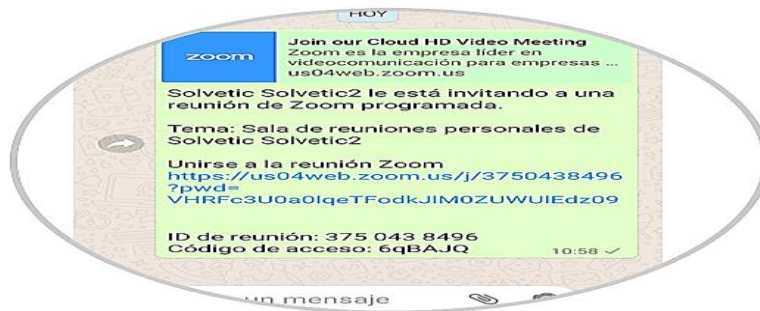 HOY
zoom
Join our Cloud HD Video Meeting
Zoom es la empresa líder en
videocomunicación para empresas ...
us04web.zoom.us
Solvetic Solvetic2 le está invitando a una
reunión de Zoom programada.
Tema: Sala de reuniones personales de
Solvetic Solvetic2
Unirse a la reunión Zoom
https://us04web.zoom.us/j/3750438496
?pwd=
VHRFc3U0a0lqeTFodkJlM0ZUWUlEdz09
ID de reunión: 375 043 8496
Código de acceso: 6qBAJQ
10:58
un mensaje